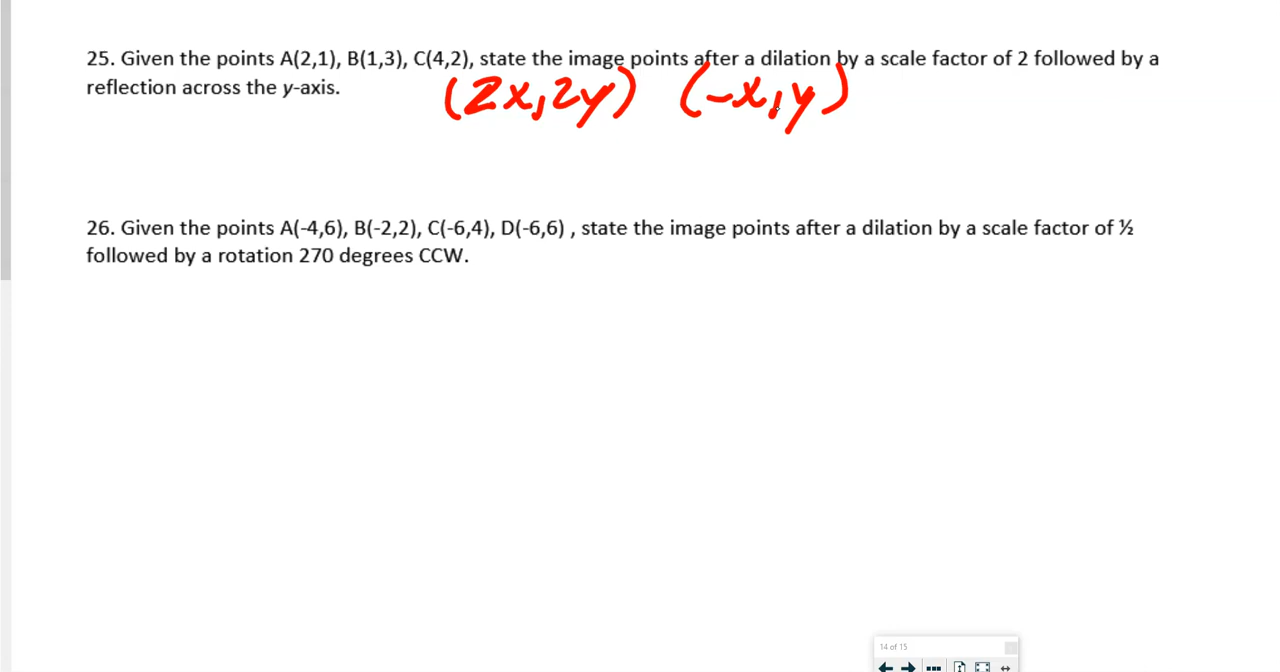 25. Given the points A(2,1), B(1,3), C(4,2), state the image points after a dilation by a scale factor of 2 followed by a
reflection across the y-axis.
(2x,2y) (-x,y)
26. Given the points A(-4,6), B(-2,2), C(-6,4), D(-6,6) , state the image points after a dilation by a scale factor of ½
followed by a rotation 270 degrees CCW.
14 of 15